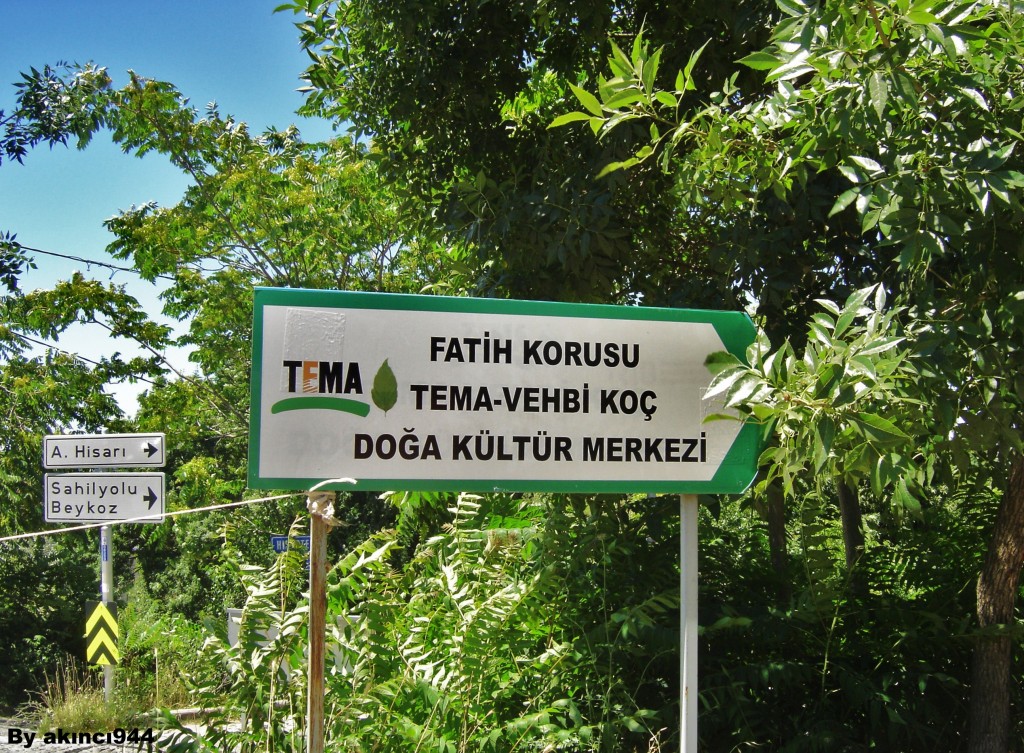 TEMA
FATİH KORUSU
TEMA-VEHBİ KOÇ
DOĞA KÜLTÜR MERKEZİ
A. Hisarı
Sahilyolu
Beykoz
By akıncı944